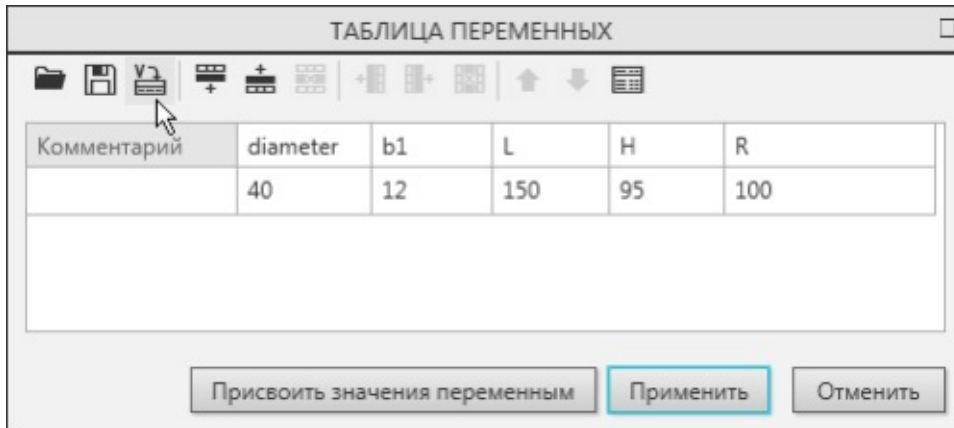 ТАБЛИЦА ПЕРЕМЕННЫХ
Комментарий diameter b1 L H R
40 12 150 95 100
Присвоить значения переменным Применить Отменить